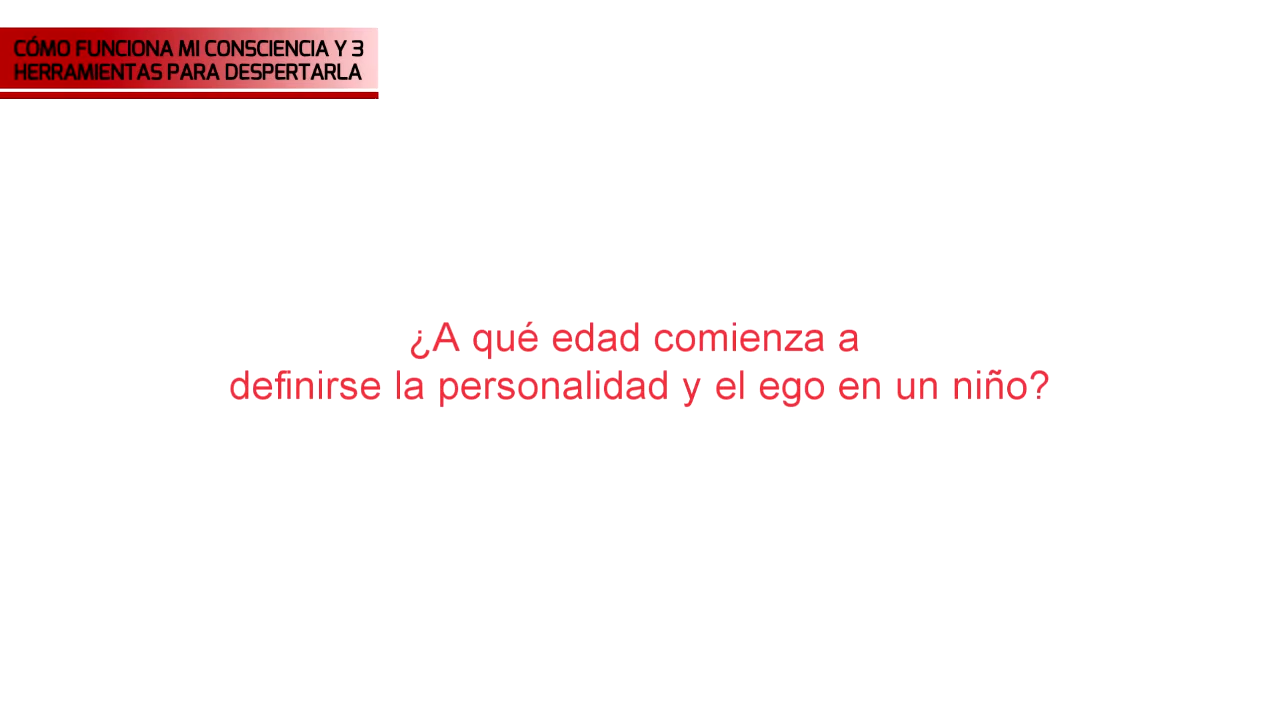 CÓMO FUNCIONA MI CONSCIENCIA Y 3
HERRAMIENTAS PARA DESPERTARLA
¿A qué edad comienza a
definirse la personalidad y el ego en un niño?